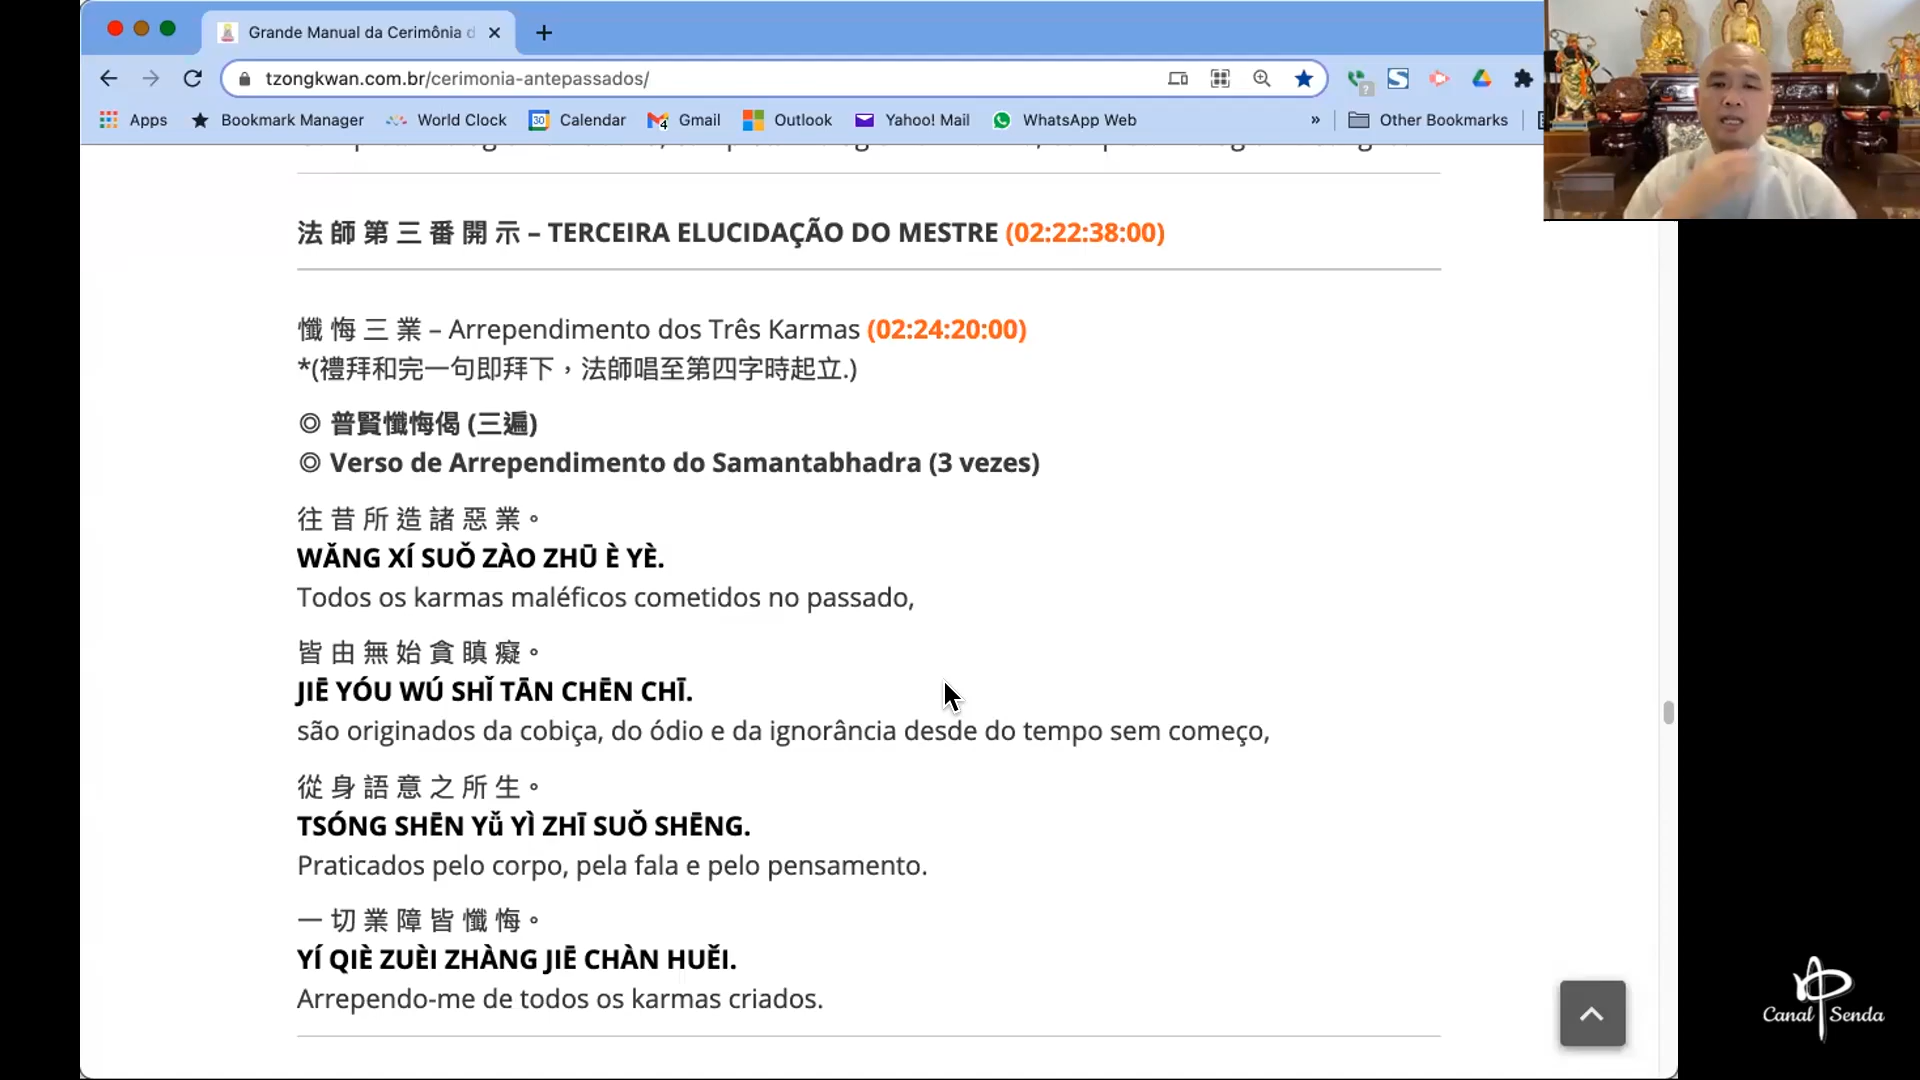 Grande Manual da Cerimônia d
tzongkwan.com.br/cerimonia-antepassados/
Apps Bookmark Manager World Clock 30 Calendar 4 Gmail Outlook Yahoo! Mail WhatsApp Web » Other Bookmarks
法 師 第 三 番 開 示 – TERCEIRA ELUCIDAÇÃO DO MESTRE (02:22:38:00)
懺 悔 三 業 – Arrependimento dos Três Karmas (02:24:20:00)
*(禮拜和完一句即拜下，法師唱至第四字時起立.)
◎ 普賢懺悔偈 (三遍)
◎ Verso de Arrependimento do Samantabhadra (3 vezes)
往 昔 所 造 諸 惡 業。
WǍNG XÍ SUǑ ZÀO ZHŪ È YÈ.
Todos os karmas maléficos cometidos no passado,
皆 由 無 始 貪 瞋 癡。
JIĒ YÓU WÚ SHǏ TĀN CHĒN CHĪ.
são originados da cobiça, do ódio e da ignorância desde do tempo sem começo,
從 身 語 意 之 所 生。
TSÓNG SHĒN Yǚ YÌ ZHĪ SUǑ SHĒNG.
Praticados pelo corpo, pela fala e pelo pensamento.
一 切 業 障 皆 懺 悔。
YÍ QIÈ ZUÈI ZHÀNG JIĒ CHÀN HUĚI.
Arrependo-me de todos os karmas criados.
Canal Senda